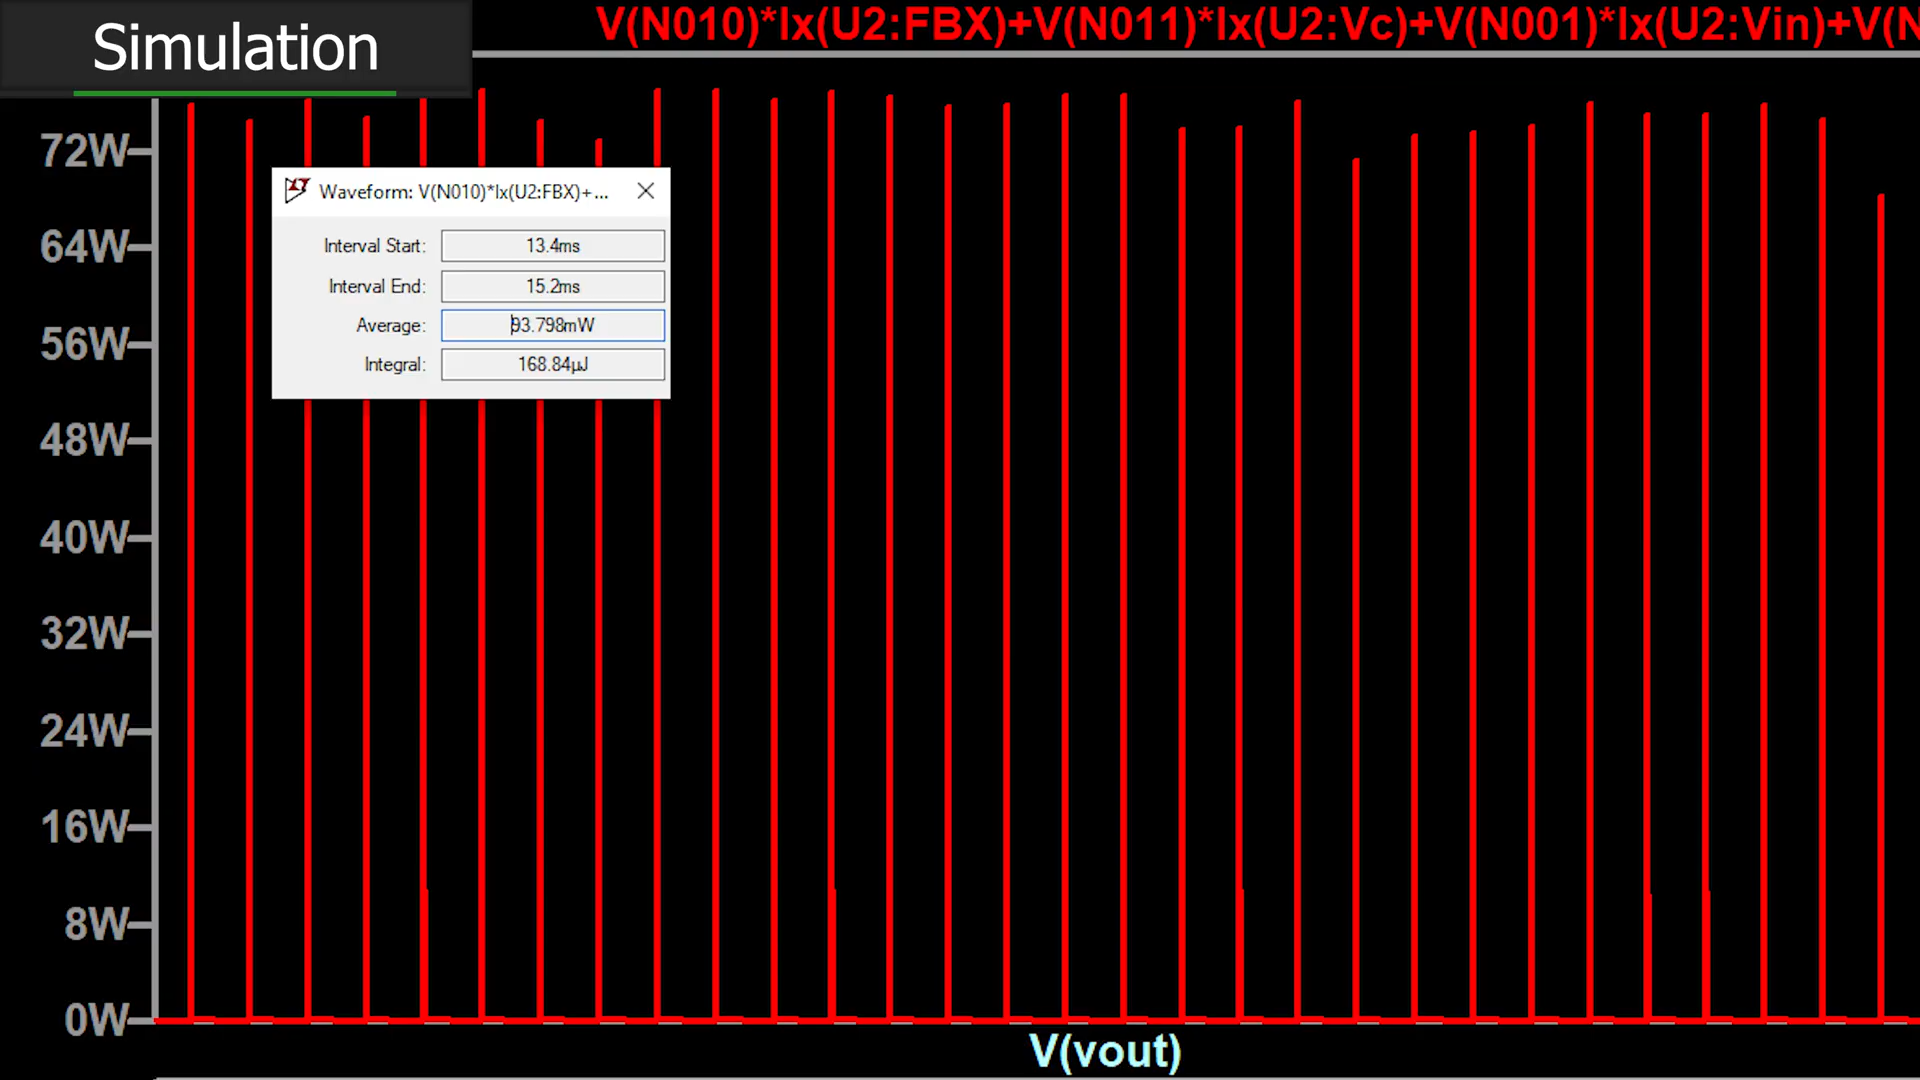 Simulation
V(N010)*Ix(U2:FBX)+V(N011)*Ix(U2:Vc)+V(N001)*Ix(U2:Vin)+V(N
72W
64W
56W
48W
40W
32W
24W
16W
8W
0W
Waveform: V(N010)*Ix(U2:FBX)+...
Interval Start: 13.4ms
Interval End: 15.2ms
Average: 93.798mW
Integral: 168.84µJ
V(vout)